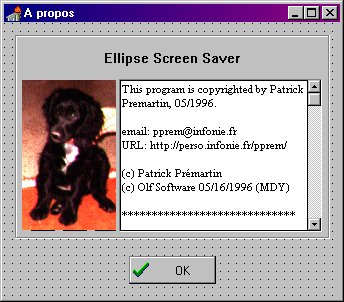 A propos
Ellipse Screen Saver
This program is copyrighted by Patrick
Premartin, 05/1996.
email: pprem@infonie.fr
URL: http://perso.infonie.fr/pprem/
(c) Patrick Prémartin
(c) Olf Software 05/16/1996 (MDY)
*****************************
OK